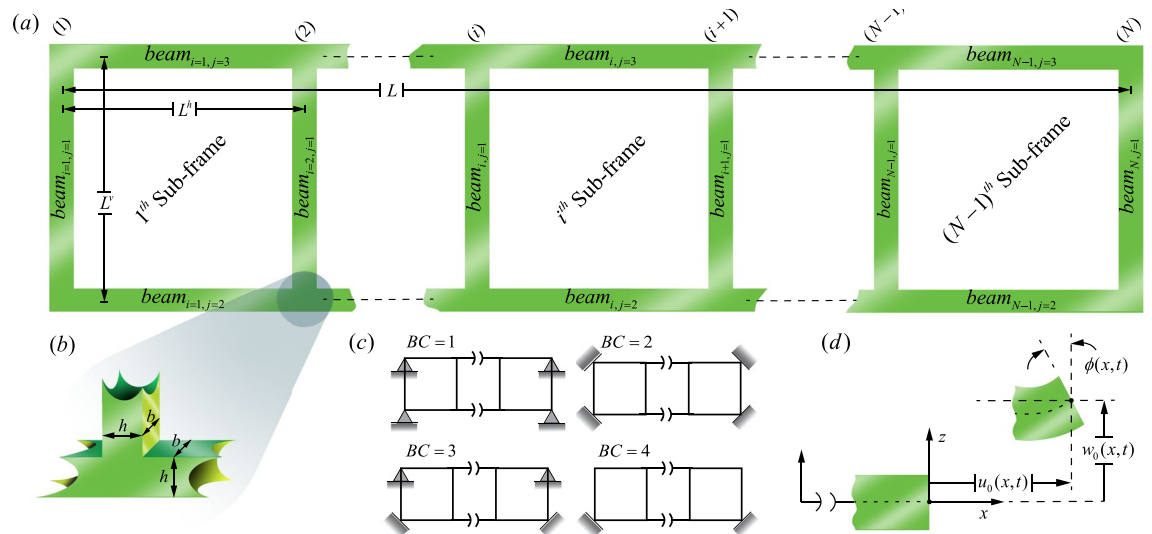 (a) (1) (2) (i) (i+1) (N−1) (N)
beam_{i=1, j=3} beam_{i, j=3} beam_{N−1, j=3}
L
L^h
beam_{i=1, j=1} L^v 1^{th} Sub-frame beam_{i=2, j=1} beam_{i, j=1} i^{th} Sub-frame beam_{i+1, j=1} beam_{N−1, j=1} (N−1)^{th} Sub-frame beam_{N, j=1}
beam_{i=1, j=2} beam_{i, j=2} beam_{N−1, j=2}
(b)
h
b
b
h
(c)
BC = 1 BC = 2
BC = 3 BC = 4
(d)
ϕ(x,t)
z
w_0(x,t)
u_0(x,t)
x